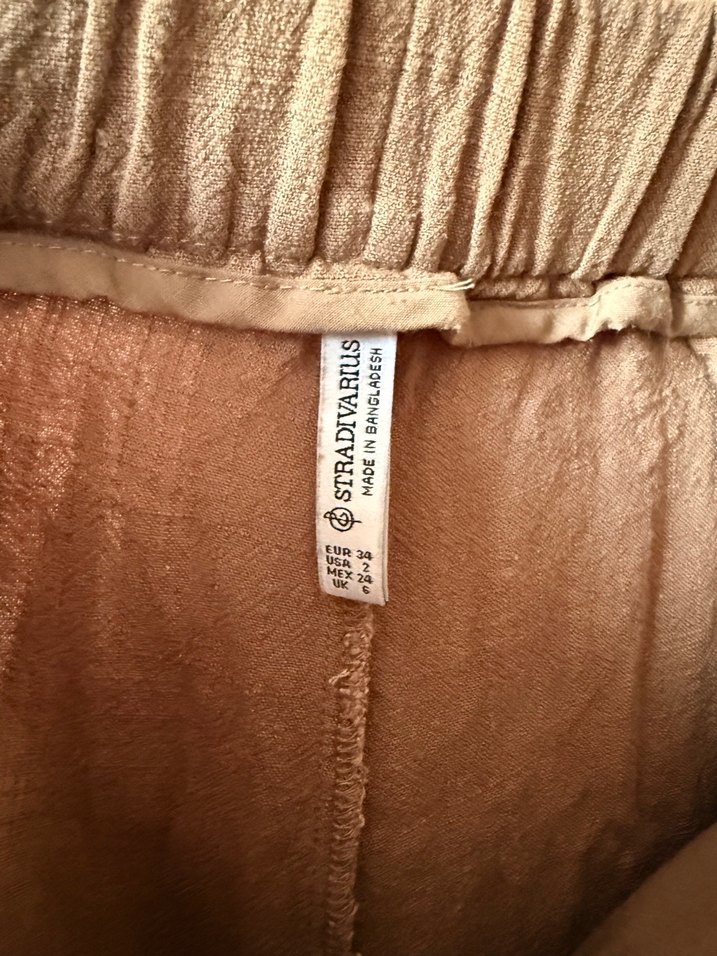 STRADIVARIUS
MADE IN BANGLADESH
EUR 34
USA 2
MEX 24
UK 6